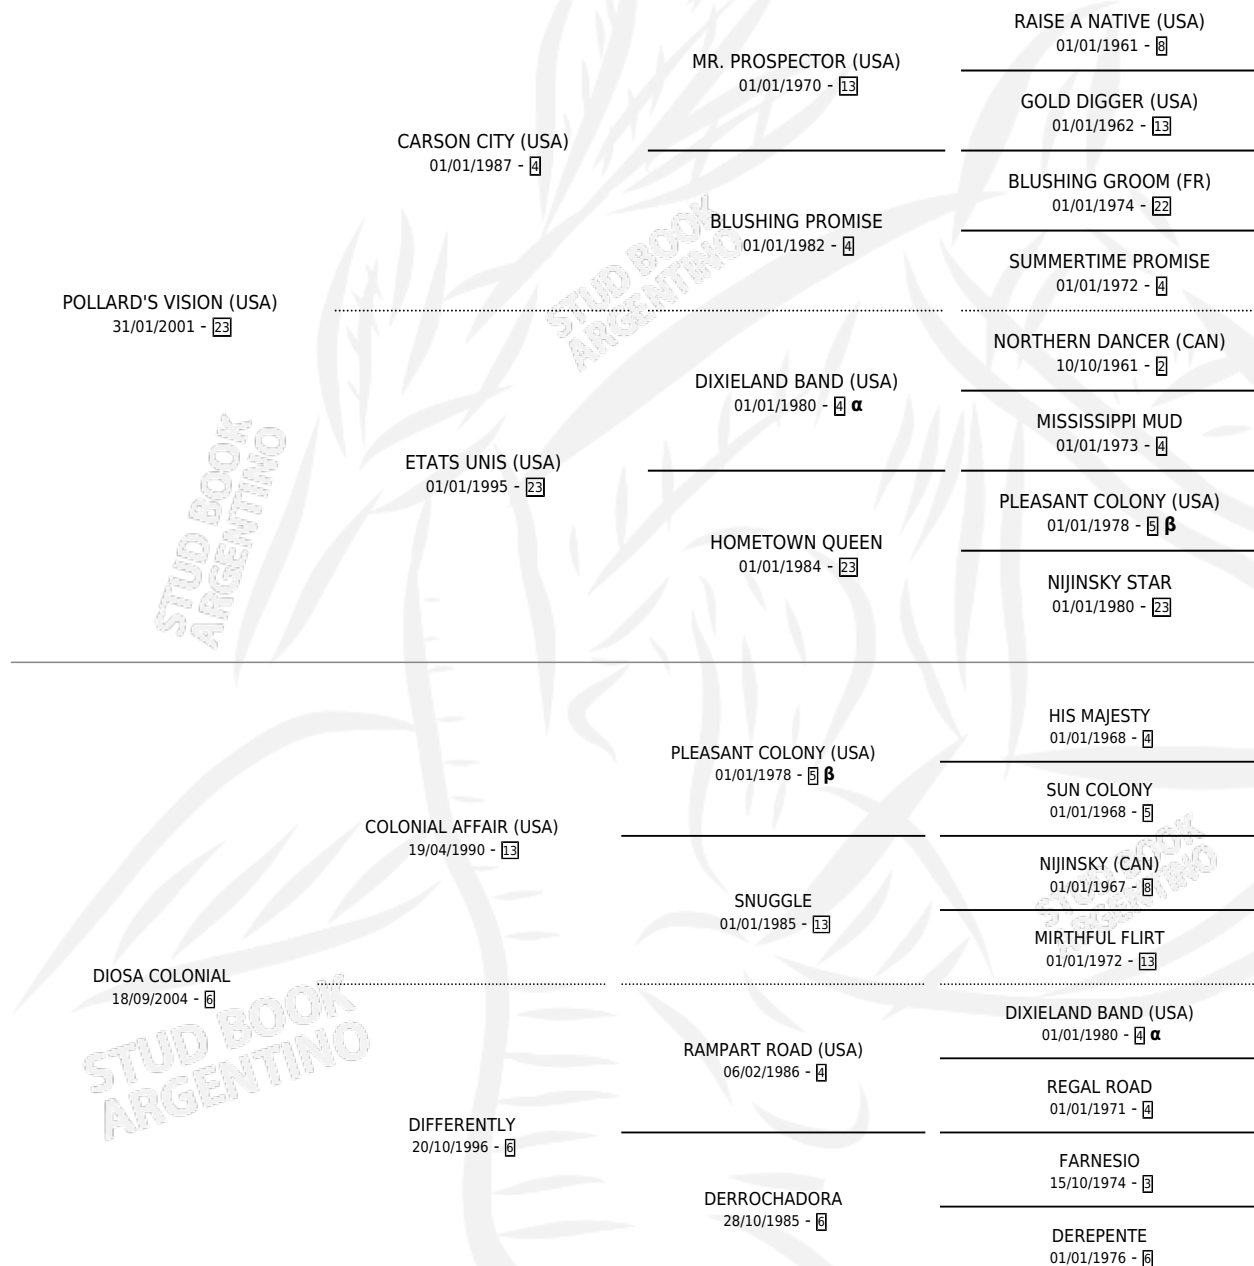 RAISE A NATIVE (USA)
01/01/1961 - 8
MR. PROSPECTOR (USA)
01/01/1970 - 13
GOLD DIGGER (USA)
01/01/1962 - 13
CARSON CITY (USA)
01/01/1987 - 4
BLUSHING GROOM (FR)
01/01/1974 - 22
BLUSHING PROMISE
01/01/1982 - 4
SUMMERTIME PROMISE
01/01/1972 - 4
POLLARD'S VISION (USA)
31/01/2001 - 23
NORTHERN DANCER (CAN)
10/10/1961 - 2
DIXIELAND BAND (USA)
01/01/1980 - 4 α
MISSISSIPPI MUD
01/01/1973 - 4
ETATS UNIS (USA)
01/01/1995 - 23
PLEASANT COLONY (USA)
01/01/1978 - 5 β
HOMETOWN QUEEN
01/01/1984 - 23
NIJINSKY STAR
01/01/1980 - 23
HIS MAJESTY
01/01/1968 - 4
PLEASANT COLONY (USA)
01/01/1978 - 5 β
SUN COLONY
01/01/1968 - 5
COLONIAL AFFAIR (USA)
19/04/1990 - 13
NIJINSKY (CAN)
01/01/1967 - 8
SNUGGLE
01/01/1985 - 13
MIRTHFUL FLIRT
01/01/1972 - 13
DIOSA COLONIAL
18/09/2004 - 6
DIXIELAND BAND (USA)
01/01/1980 - 4 α
RAMPART ROAD (USA)
06/02/1986 - 4
REGAL ROAD
01/01/1971 - 4
DIFFERENTLY
20/10/1996 - 6
FARNESIO
15/10/1974 - 3
DERROCHADORA
28/10/1985 - 6
DEREPENTE
01/01/1976 - 6
STUD BOOK
ARGENTINO
STUD BOOK
ARGENTINO
STUD BOOK
ARGENTINO
STUD BOOK
ARGENTINO